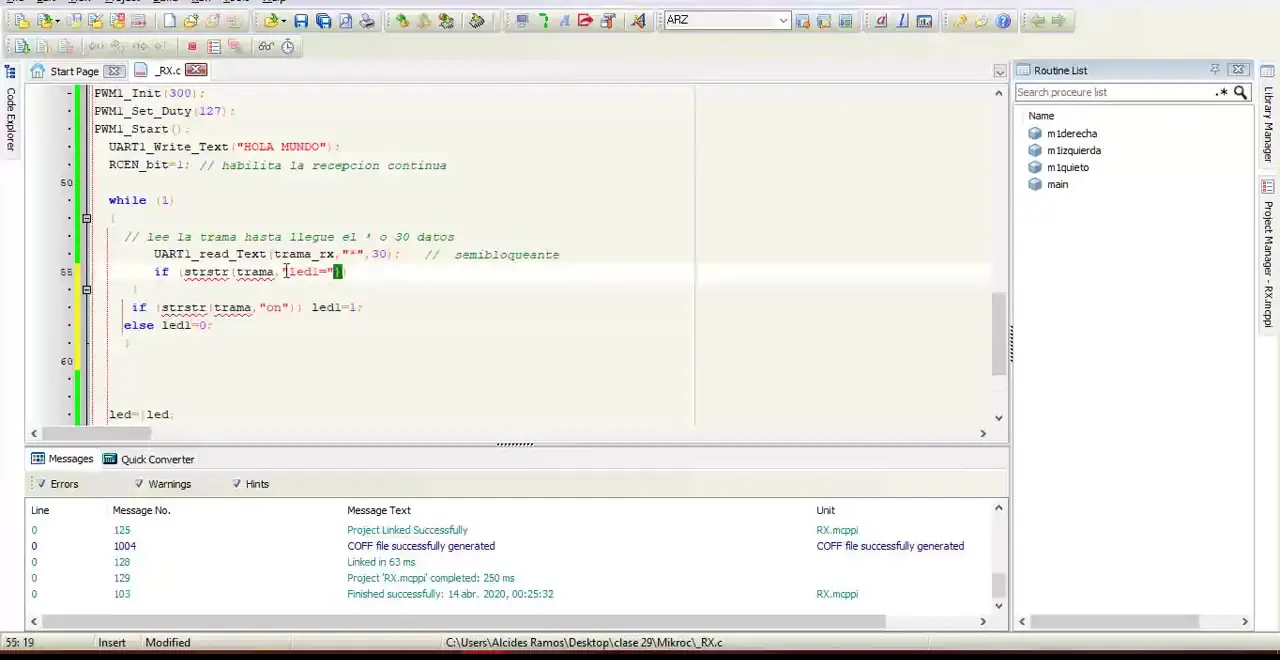 ARZ
Start Page
_RX.c
Code Explorer
PWM1_Init(300);
PWM1_Set_Duty(127);
PWM1_Start();
UART1_Write_Text("HOLA MUNDO");
RCEN_bit=1; // habilita la recepcion continua
50
while (1)
{
// lee la trama hasta llegue el * o 30 datos
UART1_read_Text(trama_rx,"*",30); // semibloqueante
55 if (strstr(trama,"led1=")
{
if (strstr(trama,"on")) led1=1;
else led1=0;
}
60
led=|led;
Routine List
Search proceure list
.*
Name
m1derecha
m1izquierda
m1quieto
main
Library Manager
Project Manager - RX.mcppi
Messages
Quick Converter
Errors Warnings Hints
Line Message No. Message Text Unit
0 125 Project Linked Successfully RX.mcppi
0 1004 COFF file successfully generated COFF file successfully generated
0 128 Linked in 63 ms
0 129 Project 'RX.mcppi' completed: 250 ms
0 103 Finished successfully: 14 abr. 2020, 00:25:32 RX.mcppi
55: 19 Insert Modified C:\Users\Alcides Ramos\Desktop\clase 29\Mikroc\_RX.c